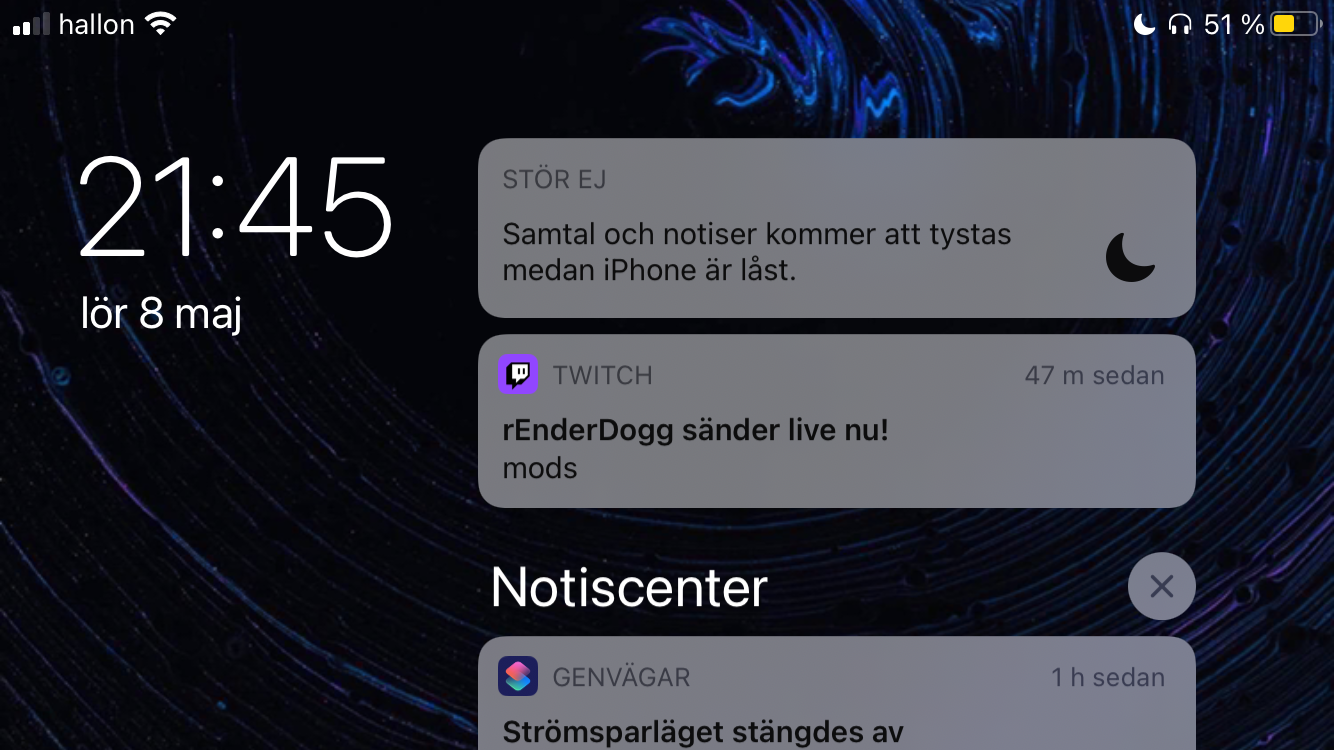 hallon
51 %
21:45
lör 8 maj
STÖR EJ
Samtal och notiser kommer att tystas
medan iPhone är låst.
TWITCH
47 m sedan
rEnderDogg sänder live nu!
mods
Notiscenter
GENVÄGAR
1 h sedan
Strömsparläget stängdes av